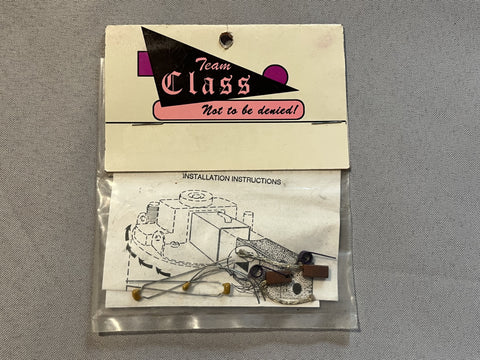 Team
Class
Not to be denied!
INSTALLATION INSTRUCTIONS